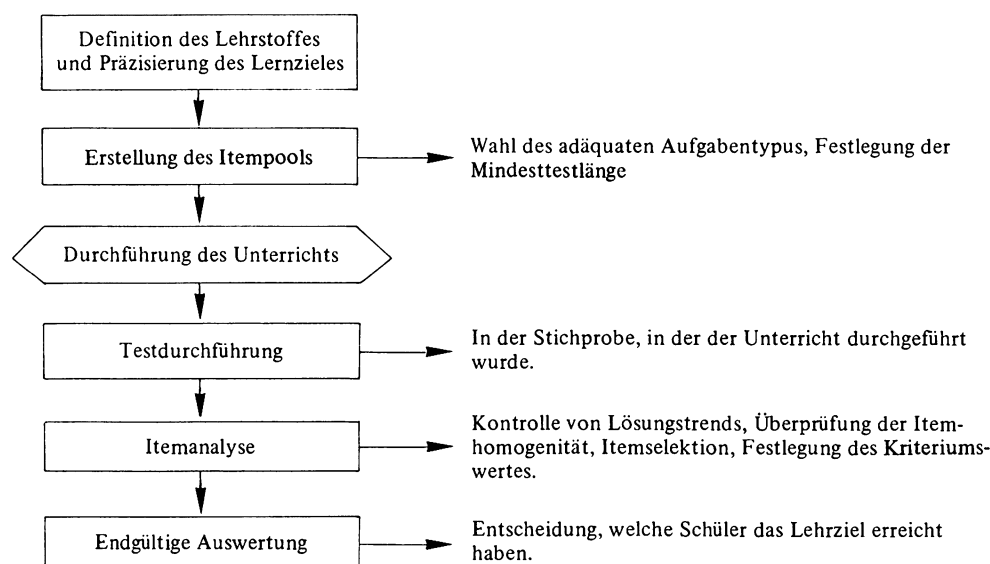 Definition des Lehrstoffes
und Präzisierung des Lernzieles
Erstellung des Itempools
Wahl des adäquaten Aufgabentypus, Festlegung der
Mindesttestlänge
Durchführung des Unterrichts
Testdurchführung
In der Stichprobe, in der der Unterricht durchgeführt
wurde.
Itemanalyse
Kontrolle von Lösungstrends, Überprüfung der Item-
homogenität, Itemselektion, Festlegung des Kriteriums-
wertes.
Endgültige Auswertung
Entscheidung, welche Schüler das Lehrziel erreicht
haben.